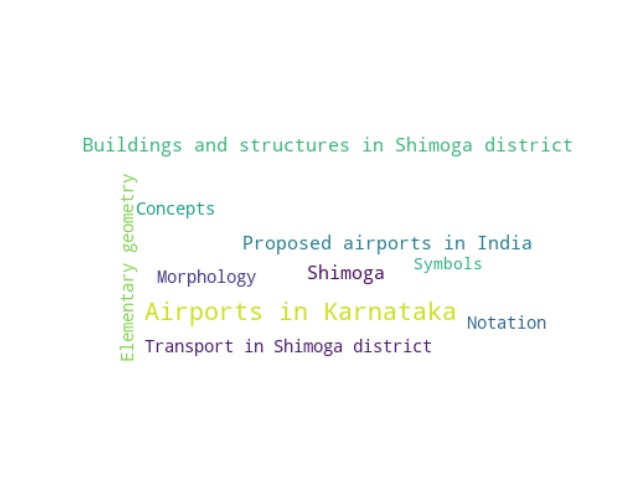 Buildings and structures in Shimoga district
Elementary geometry
Concepts
Proposed airports in India
Symbols
Shimoga
Morphology
Airports in Karnataka
Notation
Transport in Shimoga district